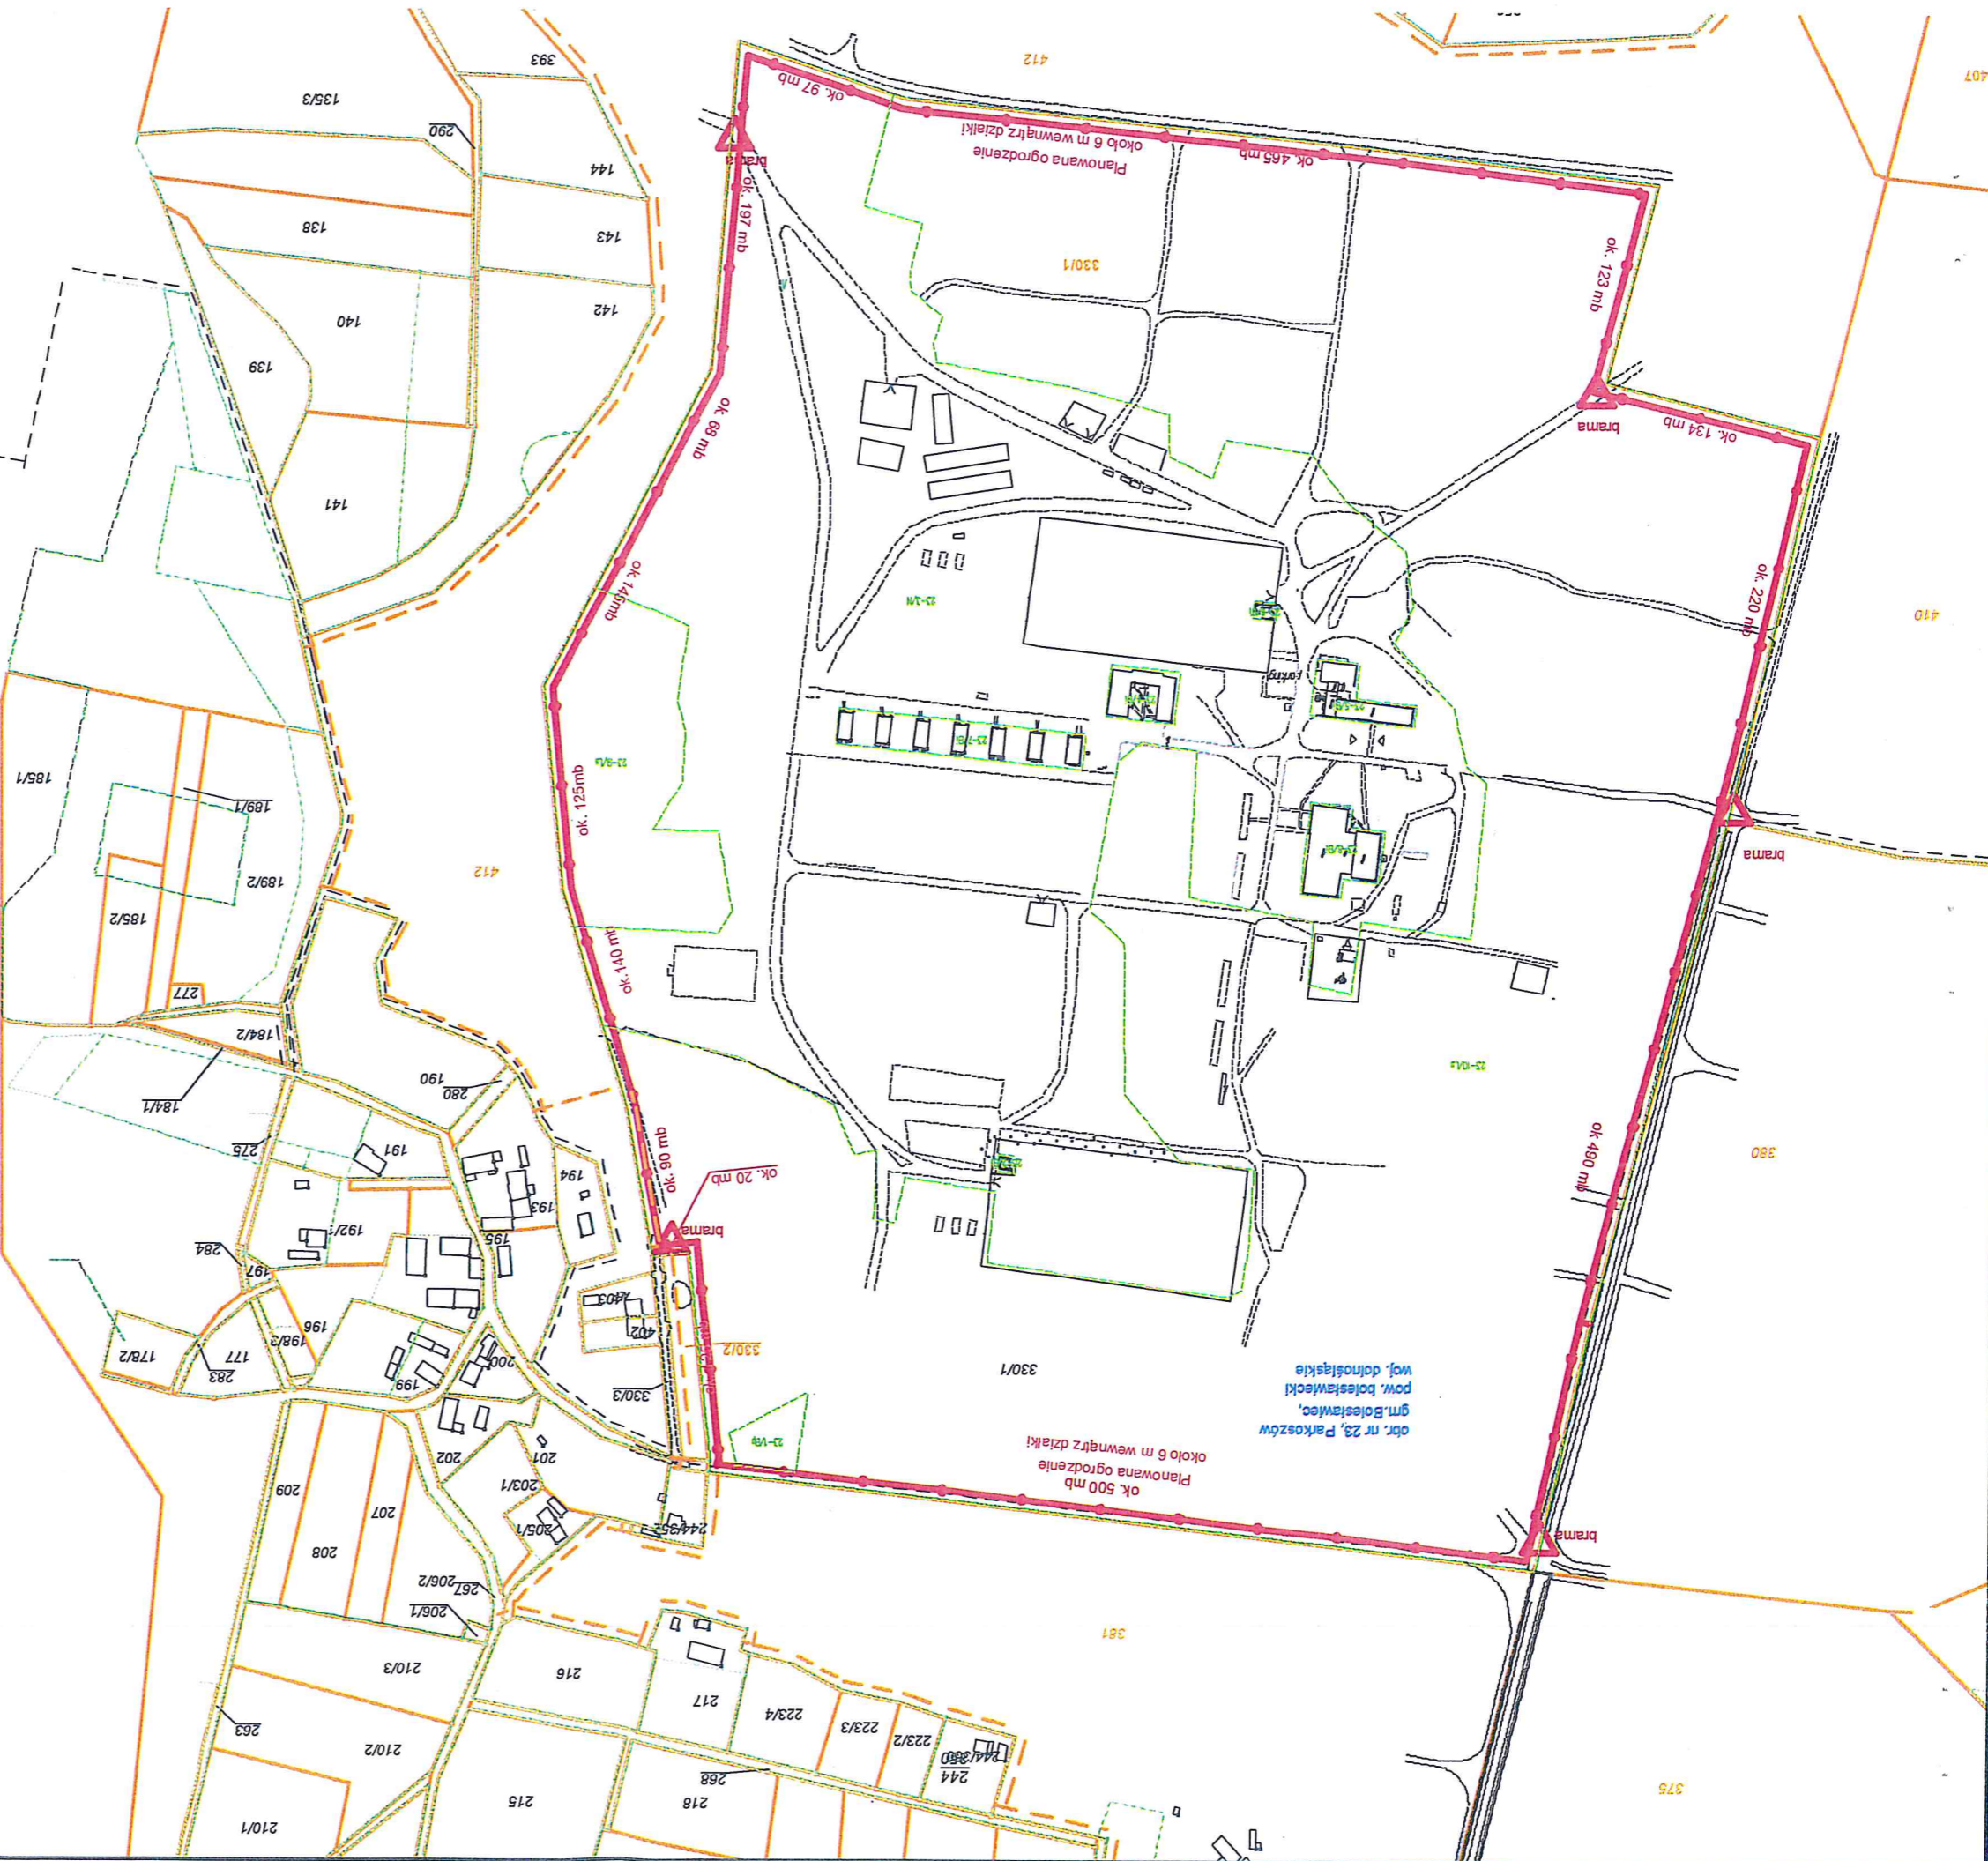 412
407
393
135/3
290
144
138
143
142
140
139
141
ok. 97 mb
brama
ok. 197 mb
Planowana ogrodzenie
około 6 m wewnątrz działki
ok. 465 mb
330/1
ok. 123 mb
brama
ok. 134 mb
ok. 68 mb
ok. 220 mb
410
parking
ok. 125mb
412
185/1
189/1
189/2
185/2
277
184/2
184/1
190
280
275
191
ok. 140 mb
brama
ok 490 mb
380
ok. 90 mb
ok. 20 mb
brama
194
193
192/
195
284
197
196
198/3
177
178/2
283
199
200
402
330/2
330/3
330/1
obr. nr 23, Parkoszów
gm.Bolesławiec,
pow. bolesławiecki
woj. dolnośląskie
ok. 500 mb
Planowana ogrodzenie
około 6 m wewnątrz działki
brama
209
208
207
202
201
203/1
205/1
206/2
267
206/1
210/3
263
210/2
210/1
216
217
223/4
223/3
223/2
244
268
215
218
381
375